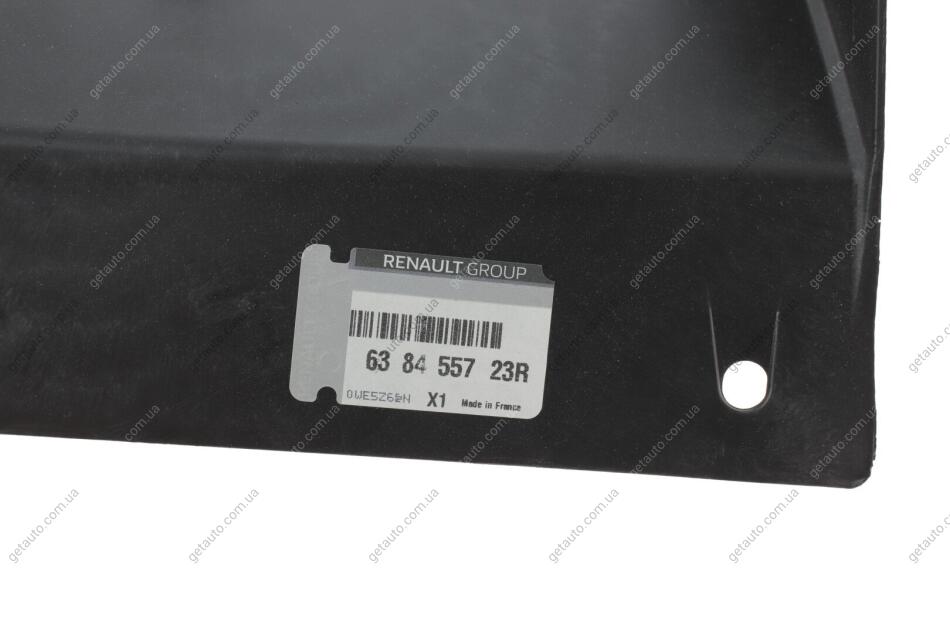 RENAULT GROUP
63 84 557 23R
X1 Made in France
getauto.com.ua